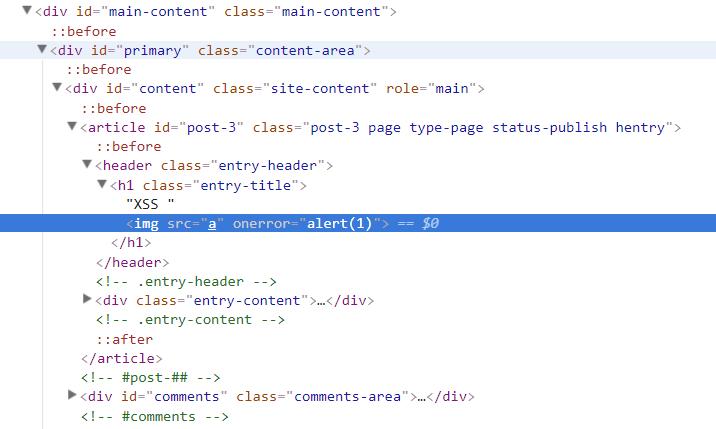 ▼<div id="main-content" class="main-content">
::before
▼<div id="primary" class="content-area">
::before
▼<div id="content" class="site-content" role="main">
::before
▼<article id="post-3" class="post-3 page type-page status-publish hentry">
::before
▼<header class="entry-header">
▼<h1 class="entry-title">
"XSS "
<img src="a" onerror="alert(1)"> == $0
</h1>
</header>
<!-- .entry-header -->
▶<div class="entry-content">…</div>
<!-- .entry-content -->
::after
</article>
<!-- #post-## -->
▶<div id="comments" class="comments-area">…</div>
<!-- #comments -->